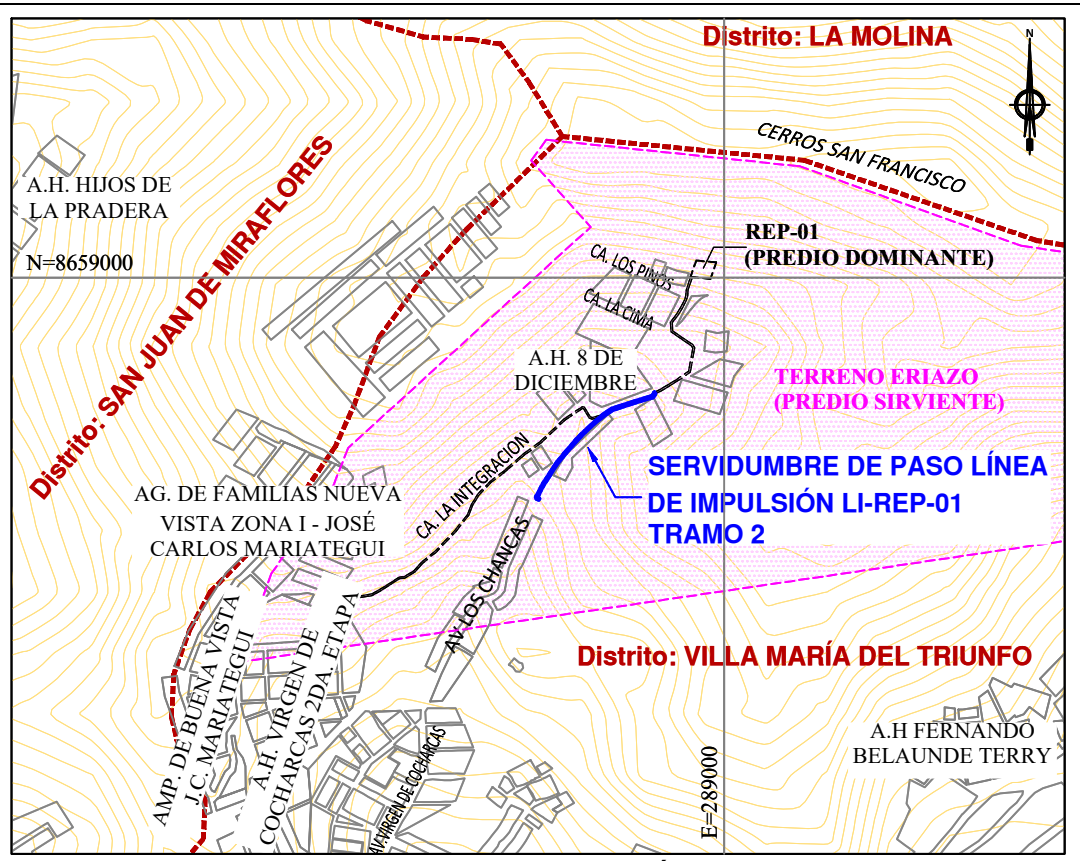 Distrito: LA MOLINA
N
CERROS SAN FRANCISCO
A.H. HIJOS DE
LA PRADERA
Distrito: SAN JUAN DE MIRAFLORES
REP-01
(PREDIO DOMINANTE)
N=8659000
CA. LOS PINOS
CA. LA CIMA
A.H. 8 DE
DICIEMBRE
TERRENO ERIAZO
(PREDIO SIRVIENTE)
CA. LA INTEGRACION
SERVIDUMBRE DE PASO LÍNEA
DE IMPULSIÓN LI-REP-01
TRAMO 2
AG. DE FAMILIAS NUEVA
VISTA ZONA I - JOSÉ
CARLOS MARIATEGUI
AV LOS CHANCAS
AMP. DE BUENA VISTA
J.C. MARIATEGUI
A.H. VIRGEN DE
COCHARCAS 2DA. ETAPA
Distrito: VILLA MARÍA DEL TRIUNFO
AV.VIRGEN DE COCHARCAS
E=289000
A.H FERNANDO
BELAUNDE TERRY